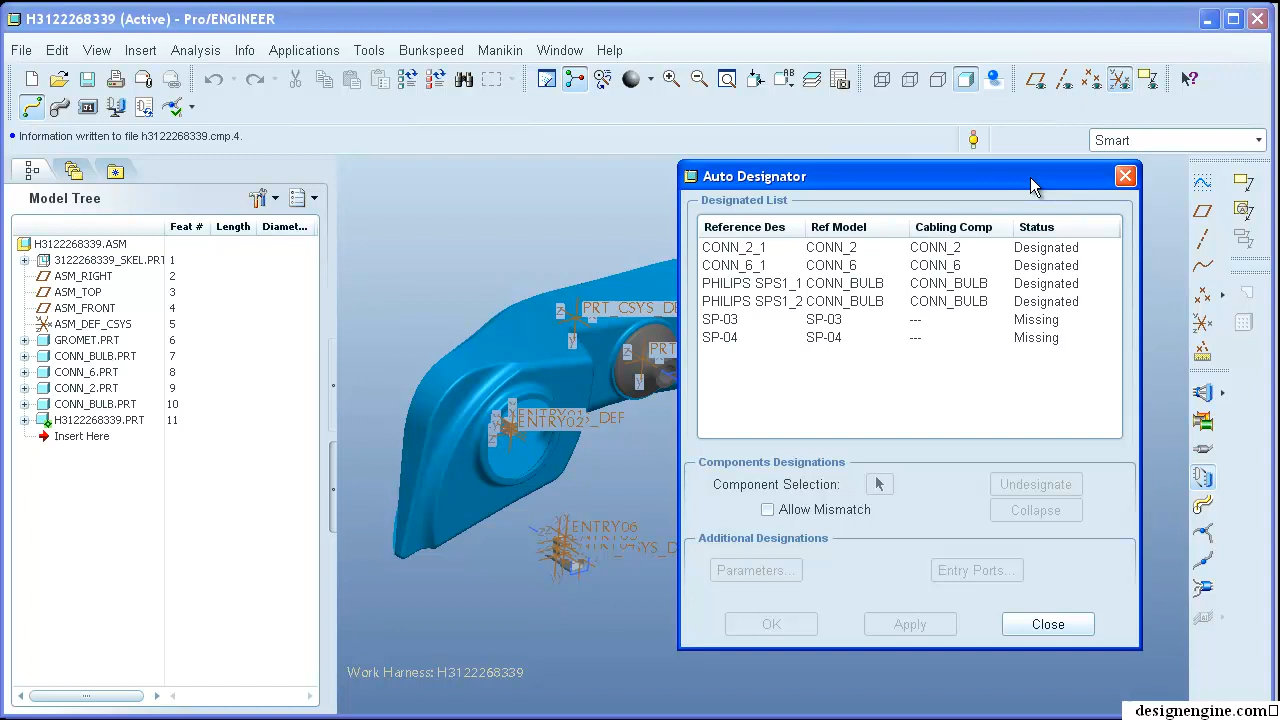 H3122268339 (Active) - Pro/ENGINEER
File Edit View Insert Analysis Info Applications Tools Bunkspeed Manikin Window Help
Information written to file h3122268339.cmp.4.
Smart
Model Tree
Feat # Length Diamet...
H3122268339.ASM
3122268339_SKEL.PRT 1
ASM_RIGHT 2
ASM_TOP 3
ASM_FRONT 4
ASM_DEF_CSYS 5
GROMET.PRT 6
CONN_BULB.PRT 7
CONN_6.PRT 8
CONN_2.PRT 9
CONN_BULB.PRT 10
H3122268339.PRT 11
Insert Here
PRT_CSYS_DE
PRT
ENTRY02
_DEF
ENTRY06
Work Harness: H3122268339
Auto Designator
Designated List
Reference Des Ref Model Cabling Comp Status
CONN_2_1 CONN_2 CONN_2 Designated
CONN_6_1 CONN_6 CONN_6 Designated
PHILIPS SPS1_1 CONN_BULB CONN_BULB Designated
PHILIPS SPS1_2 CONN_BULB CONN_BULB Designated
SP-03 SP-03 --- Missing
SP-04 SP-04 --- Missing
Components Designations
Component Selection: Undesignate
Allow Mismatch Collapse
Additional Designations
Parameters... Entry Ports...
OK Apply Close
designengine.com